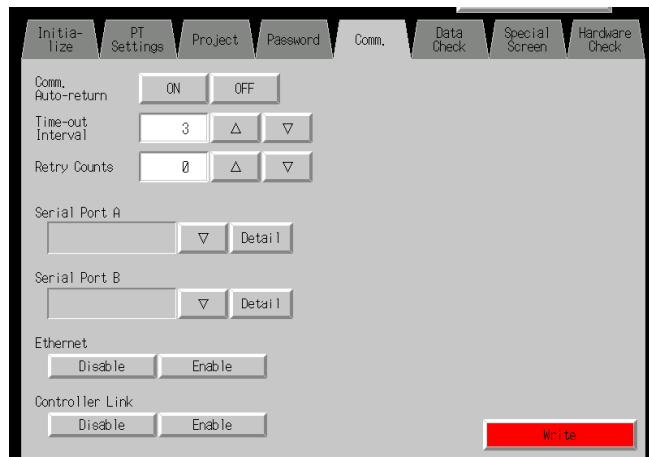 Initia-
lize
PT
Settings
Project
Password
Comm.
Data
Check
Special
Screen
Hardware
Check
Comm.
Auto-return
ON
OFF
Time-out
Interval
3
△
▽
Retry Counts
0
△
▽
Serial Port A
▽
Detail
Serial Port B
▽
Detail
Ethernet
Disable
Enable
Controller Link
Disable
Enable
Write